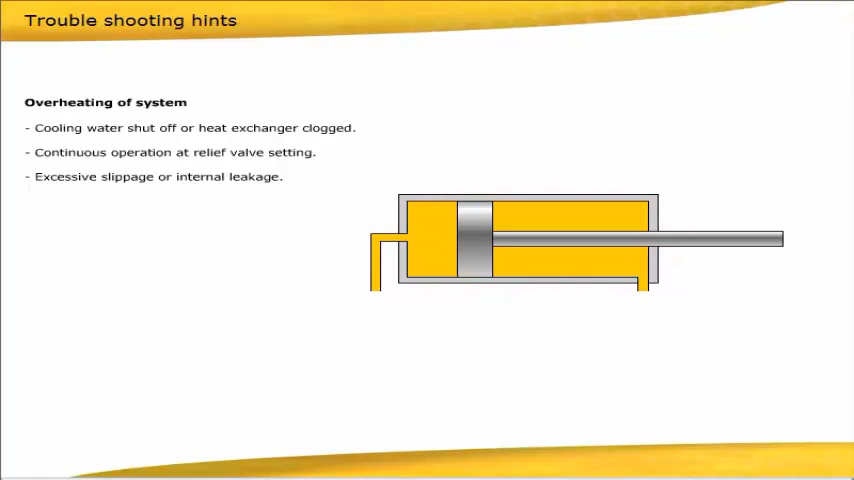 Trouble shooting hints
Overheating of system
- Cooling water shut off or heat exchanger clogged.
- Continuous operation at relief valve setting.
- Excessive slippage or internal leakage.